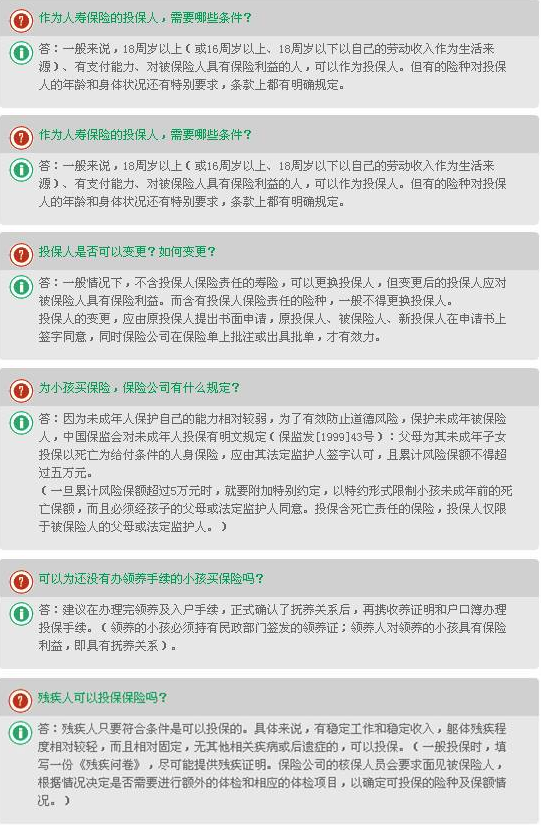 作为人寿保险的投保人，需要哪些条件？
答：一般来说，18周岁以上（或16周岁以上、18周岁以下以自己的劳动收入作为生活来
源）、有支付能力、对被保险人具有保险利益的人，可以作为投保人。但有的险种对投保
人的年龄和身体状况还有特别要求，条款上都有明确规定。
作为人寿保险的投保人，需要哪些条件？
答：一般来说，18周岁以上（或16周岁以上、18周岁以下以自己的劳动收入作为生活来
源）、有支付能力、对被保险人具有保险利益的人，可以作为投保人。但有的险种对投保
人的年龄和身体状况还有特别要求，条款上都有明确规定。
投保人是否可以变更？如何变更？
答：一般情况下，不含投保人保险责任的寿险，可以更换投保人，但变更后的投保人应对
被保险人具有保险利益。而含有投保人保险责任的险种，一般不得更换投保人。
投保人的变更，应由原投保人提出书面申请，原投保人、被保险人、新投保人在申请书上
签字同意，同时保险公司在保险单上批注或出具批单，才有效力。
为小孩买保险，保险公司有什么规定？
答：因为未成年人保护自己的能力相对较弱，为了有效防止道德风险，保护未成年被保险
人，中国保监会对未成年人投保有明文规定（保监发[1999]43号）：父母为其未成年子女
投保以死亡为给付条件的人身保险，应由其法定监护人签字认可，且累计风险保额不得超
过五万元。
（一旦累计风险保额超过5万元时，就要附加特别约定，以特约形式限制小孩未成年前的死
亡保额，而且必须经孩子的父母或法定监护人同意。投保含死亡责任的保险，投保人仅限
于被保险人的父母或法定监护人。）
可以为还没有办领养手续的小孩买保险吗？
答：建议在办理完领养及入户手续，正式确认了抚养关系后，再携收养证明和户口簿办理
投保手续。（领养的小孩必须持有民政部门签发的领养证；领养人对领养的小孩具有保险
利益，即具有抚养关系）。
残疾人可以投保保险吗？
答：残疾人只要符合条件是可以投保的。具体来说，有稳定工作和稳定收入，躯体残疾程
度相对较轻，而且相对固定，无其他相关疾病或后遗症的，可以投保。（一般投保时，填
写一份《残疾问卷》，尽可能提供残疾证明。保险公司的核保人员会要求面见被保险人，
根据情况决定是否需要进行额外的体检和相应的体检项目，以确定可投保的险种及保额情
况。）